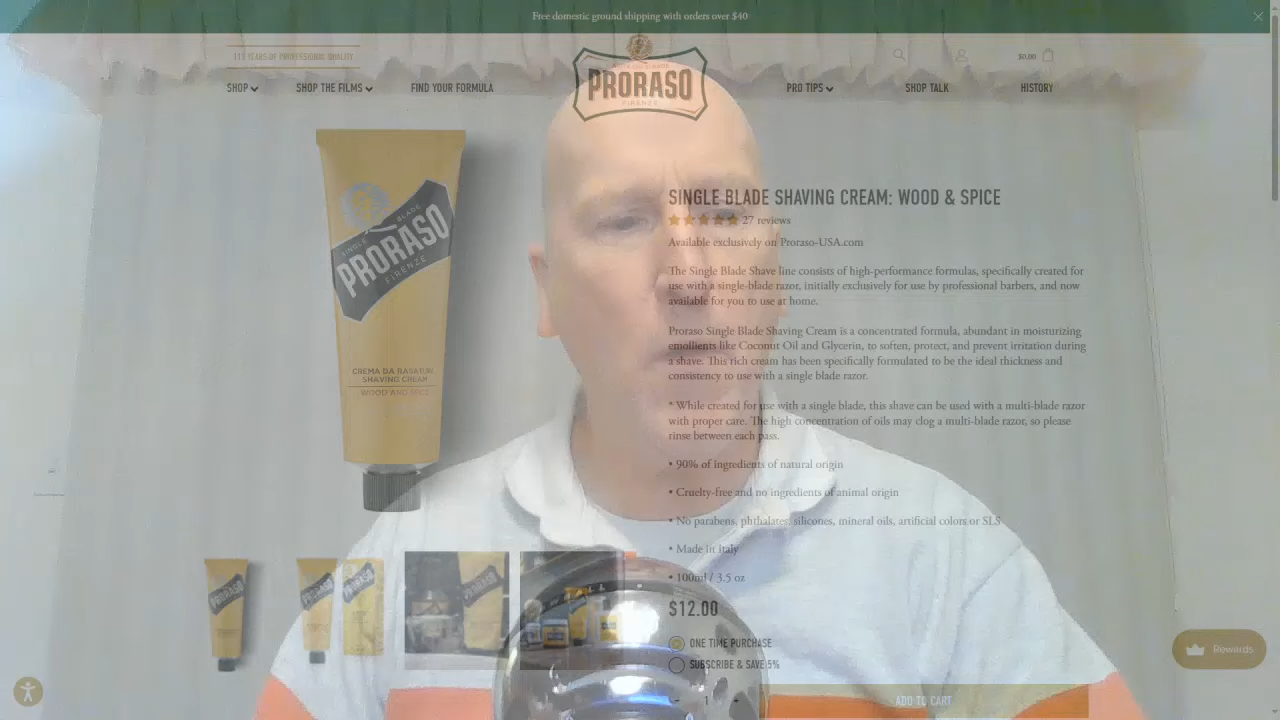 Free domestic ground shipping with orders over $40
PROFESSIONAL QUALITY
$0.00
PRORASO
FIRENZE
SHOP
SHOP THE FILMS
FIND YOUR FORMULA
PRO TIPS
SHOP TALK
HISTORY
SINGLE BLADE
PRORASO
FIRENZE
CREMA DA RASATURA
SHAVING CREAM
WOOD AND SPICE
SINGLE BLADE SHAVING CREAM: WOOD & SPICE
27 reviews
Available exclusively on Proraso-USA.com
The Single Blade Shave line consists of high-performance formulas, specifically created for
use with a single-blade razor, initially exclusively for use by professional barbers, and now
available for you to use at home.
Proraso Single Blade Shaving Cream is a concentrated formula, abundant in moisturizing
emollients like Coconut Oil and Glycerin, to soften, protect, and prevent irritation during
a shave. This rich cream has been specifically formulated to be the ideal thickness and
consistency to use with a single blade razor.
* While created for use with a single blade, this shave can be used with a multi-blade razor
with proper care. The high concentration of oils may clog a multi-blade razor, so please
rinse between each pass.
• 90% of ingredients of natural origin
• Cruelty-free and no ingredients of animal origin
• No parabens, phthalates, silicones, mineral oils, artificial colors or SLS
• Made in Italy
• 100ml / 3.5 oz
$12.00
ONE TIME PURCHASE
SUBSCRIBE & SAVE 5%
- 1 +
ADD TO CART
Rewards
PRORASO
PRORASO
PRORASO
PRORASO